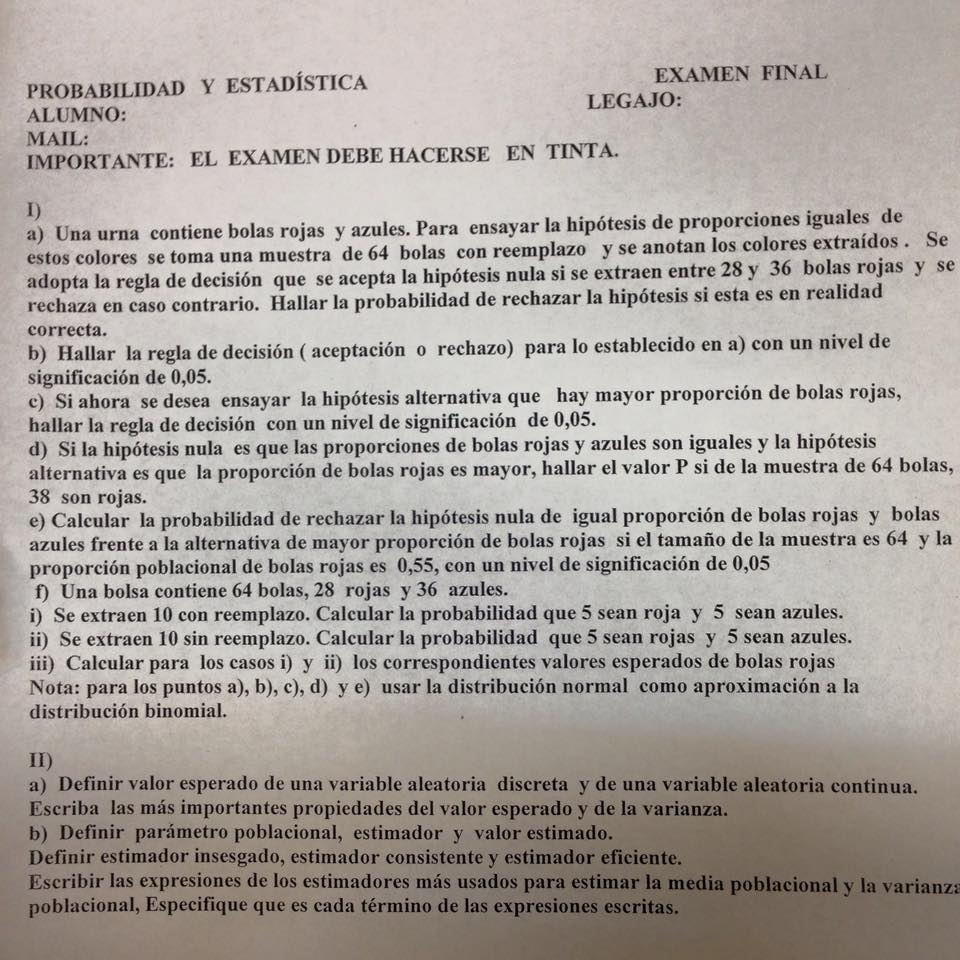 PROBABILIDAD Y ESTADÍSTICA EXAMEN FINAL
ALUMNO: LEGAJO:
MAIL:
IMPORTANTE: EL EXAMEN DEBE HACERSE EN TINTA.
I)
a) Una urna contiene bolas rojas y azules. Para ensayar la hipótesis de proporciones iguales de
estos colores se toma una muestra de 64 bolas con reemplazo y se anotan los colores extraídos . Se
adopta la regla de decisión que se acepta la hipótesis nula si se extraen entre 28 y 36 bolas rojas y se
rechaza en caso contrario. Hallar la probabilidad de rechazar la hipótesis si esta es en realidad
correcta.
b) Hallar la regla de decisión ( aceptación o rechazo) para lo establecido en a) con un nivel de
significación de 0,05.
c) Si ahora se desea ensayar la hipótesis alternativa que hay mayor proporción de bolas rojas,
hallar la regla de decisión con un nivel de significación de 0,05.
d) Si la hipótesis nula es que las proporciones de bolas rojas y azules son iguales y la hipótesis
alternativa es que la proporción de bolas rojas es mayor, hallar el valor P si de la muestra de 64 bolas,
38 son rojas.
e) Calcular la probabilidad de rechazar la hipótesis nula de igual proporción de bolas rojas y bolas
azules frente a la alternativa de mayor proporción de bolas rojas si el tamaño de la muestra es 64 y la
proporción poblacional de bolas rojas es 0,55, con un nivel de significación de 0,05
f) Una bolsa contiene 64 bolas, 28 rojas y 36 azules.
i) Se extraen 10 con reemplazo. Calcular la probabilidad que 5 sean roja y 5 sean azules.
ii) Se extraen 10 sin reemplazo. Calcular la probabilidad que 5 sean rojas y 5 sean azules.
iii) Calcular para los casos i) y ii) los correspondientes valores esperados de bolas rojas
Nota: para los puntos a), b), c), d) y e) usar la distribución normal como aproximación a la
distribución binomial.
II)
a) Definir valor esperado de una variable aleatoria discreta y de una variable aleatoria continua.
Escriba las más importantes propiedades del valor esperado y de la varianza.
b) Definir parámetro poblacional, estimador y valor estimado.
Definir estimador insesgado, estimador consistente y estimador eficiente.
Escribir las expresiones de los estimadores más usados para estimar la media poblacional y la varianza
poblacional, Especifique que es cada término de las expresiones escritas.